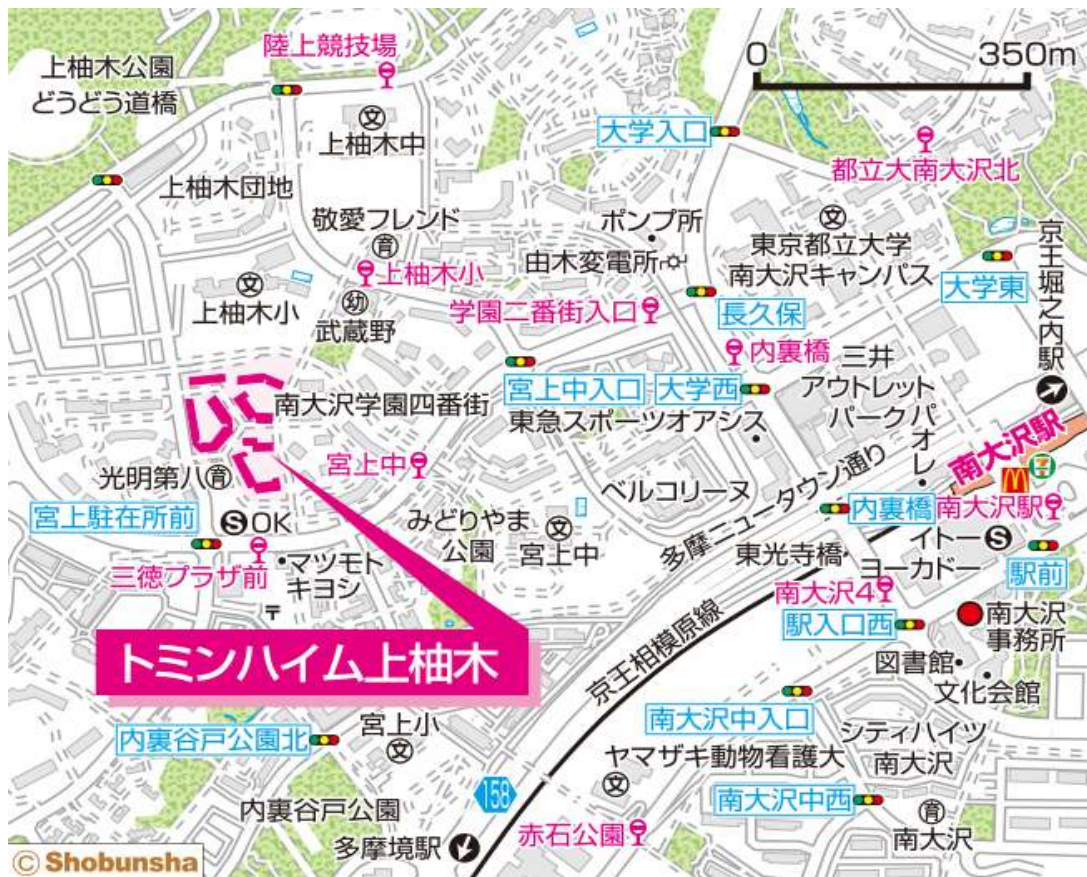 陸上競技場
0 350m
上柚木公園
どうどう道橋
上柚木中
大学入口
都立大南大沢北
上柚木団地
敬愛フレンド
育
上柚木小
ポンプ所
由木変電所
文
東京都立大学
南大沢キャンパス
京王堀之内駅
大学東
文
上柚木小
幼
武蔵野
学園二番街入口
長久保
内裏橋
三井
アウトレット
パーク
パオレ
宮上中入口
大学西
南大沢学園四番街
東急スポーツオアシス
南大沢駅
光明第八
育
宮上中
ベルコリーヌ
多摩ニュータウン通り
内裏橋
南大沢駅
宮上駐在所前
S OK
みどりやま
公園
文
宮上中
東光寺橋
イトー
ヨーカドー
S
駅前
三徳プラザ前
マツモト
キヨシ
〒
南大沢4
駅入口西
南大沢
事務所
トミンハイム上柚木
京王相模原線
図書館
文化会館
内裏谷戸公園北
宮上小
文
南大沢中入口
シティハイツ
南大沢
ヤマザキ動物看護大
文
158
南大沢中西
内裏谷戸公園
育
南大沢
多摩境駅
赤石公園
© Shobunsha